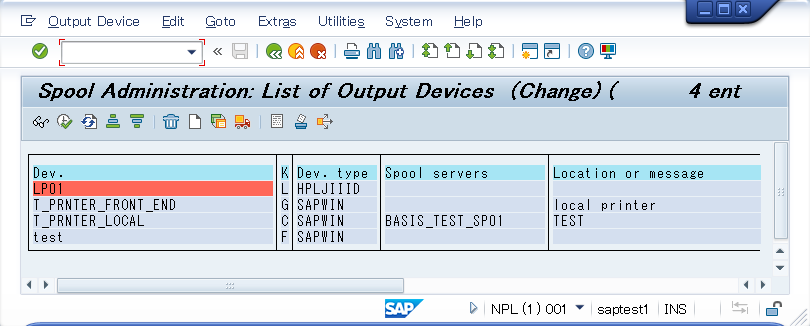 Output Device Edit Goto Extras Utilities System Help
Spool Administration: List of Output Devices (Change) ( 4 ent
Dev. K Dev. type Spool servers Location or message
LP01 L HPLJIIID
T_PRNTER_FRONT_END G SAPWIN local printer
T_PRNTER_LOCAL C SAPWIN BASIS_TEST_SP01 TEST
test F SAPWIN
SAP NPL (1) 001 saptest1 INS